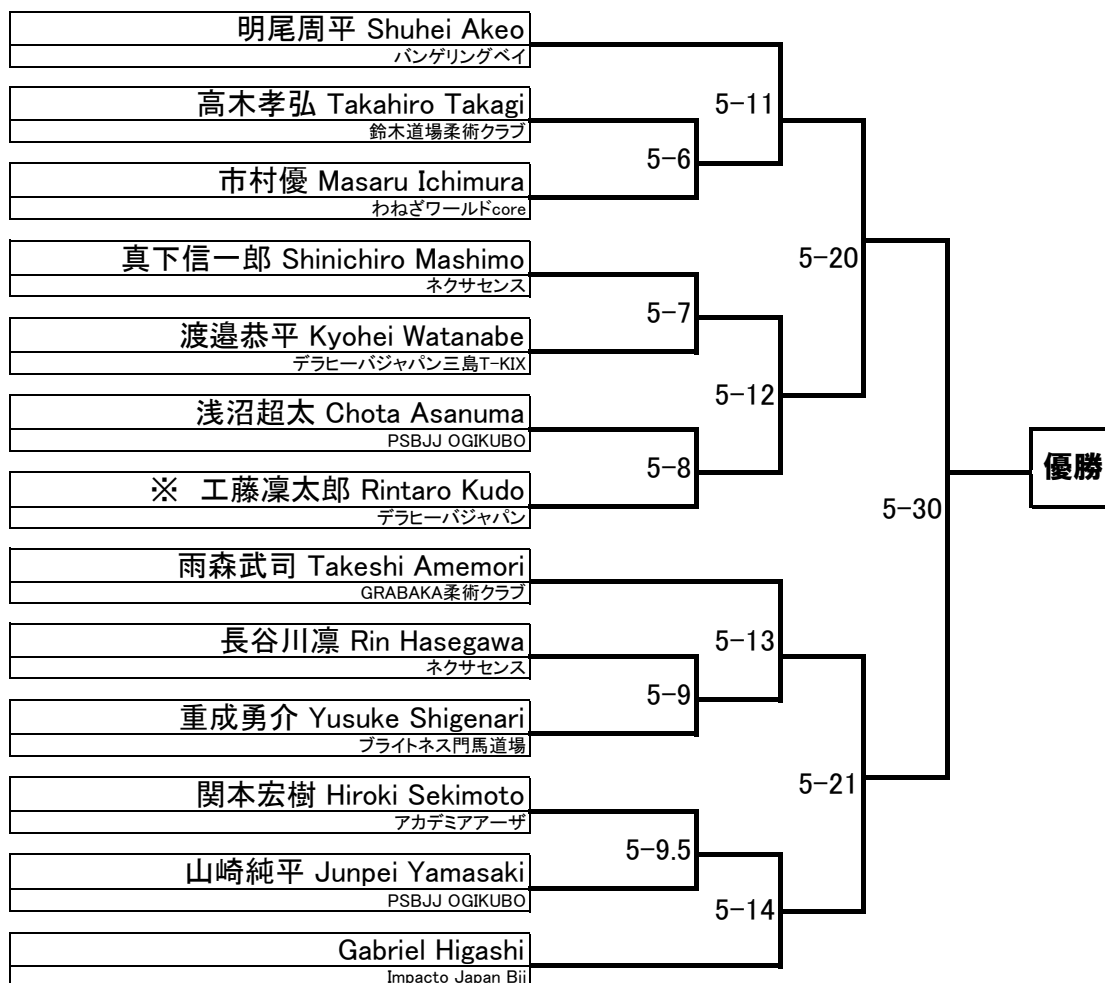 明尾周平 Shuhei Akeo
バンゲリングベイ
高木孝弘 Takahiro Takagi
鈴木道場柔術クラブ
市村優 Masaru Ichimura
わねざワールドcore
真下信一郎 Shinichiro Mashimo
ネクサセンス
渡邉恭平 Kyohei Watanabe
デラヒーバジャパン三島T-KIX
浅沼超太 Chota Asanuma
PSBJJ OGIKUBO
※ 工藤凜太郎 Rintaro Kudo
デラヒーバジャパン
雨森武司 Takeshi Amemori
GRABAKA柔術クラブ
長谷川凛 Rin Hasegawa
ネクサセンス
重成勇介 Yusuke Shigenari
ブライトネス門馬道場
関本宏樹 Hiroki Sekimoto
アカデミアアーザ
山崎純平 Junpei Yamasaki
PSBJJ OGIKUBO
Gabriel Higashi
Impacto Japan Bjj
5-6
5-7
5-8
5-9
5-9.5
5-11
5-12
5-13
5-14
5-20
5-21
5-30
優勝